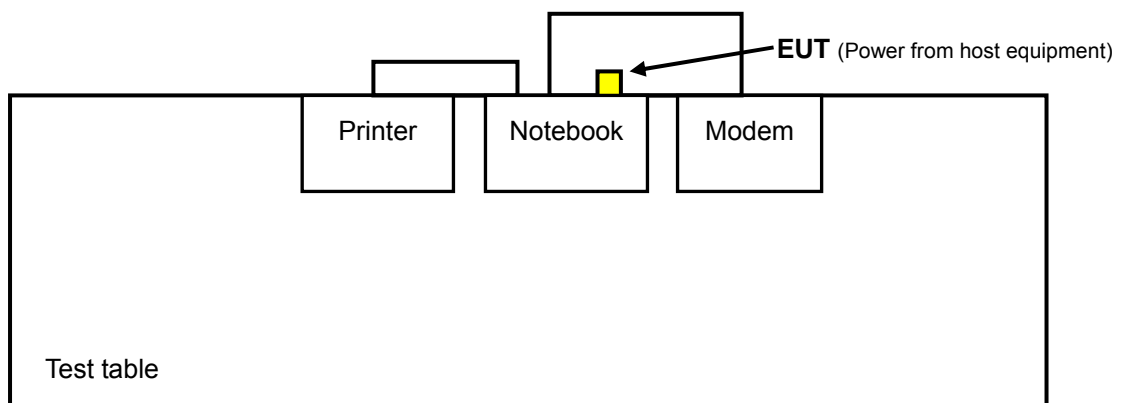 EUT (Power from host equipment)
Printer
Notebook
Modem
Test table